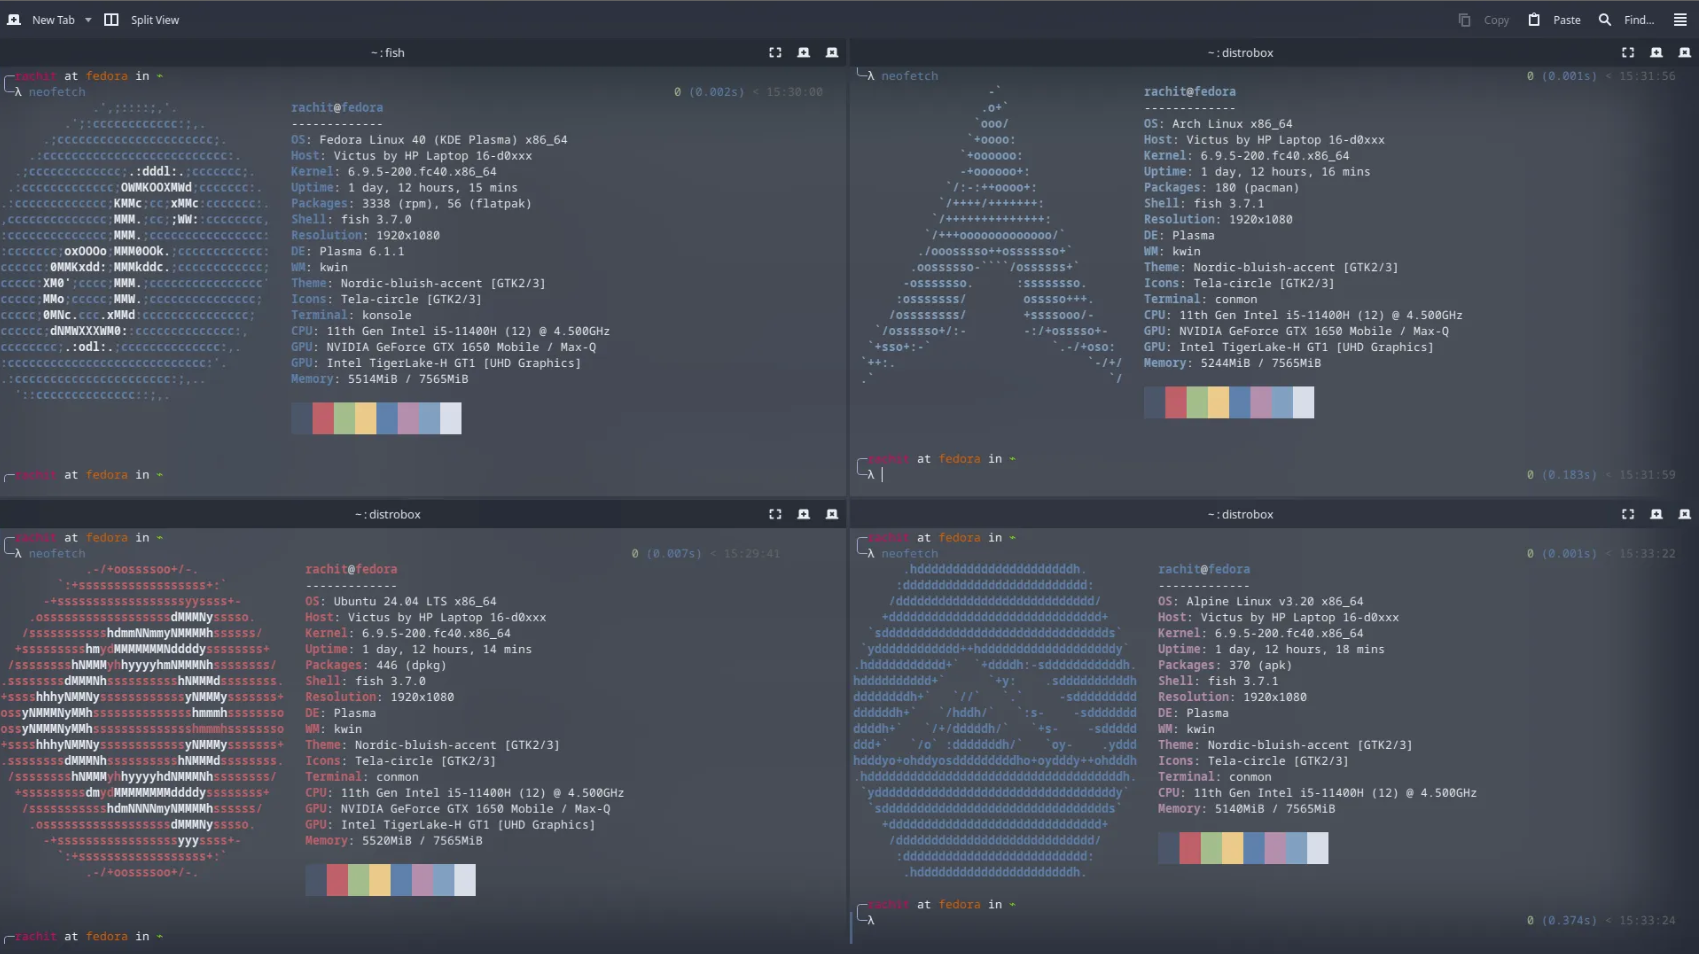 New Tab Split View Copy Paste Find...
~ : fish
rachit at fedora in ~
λ neofetch 0 (0.002s) < 15:30:00
rachit@fedora
-------------
OS: Fedora Linux 40 (KDE Plasma) x86_64
Host: Victus by HP Laptop 16-d0xxx
Kernel: 6.9.5-200.fc40.x86_64
Uptime: 1 day, 12 hours, 15 mins
Packages: 3338 (rpm), 56 (flatpak)
Shell: fish 3.7.0
Resolution: 1920x1080
DE: Plasma 6.1.1
WM: kwin
Theme: Nordic-bluish-accent [GTK2/3]
Icons: Tela-circle [GTK2/3]
Terminal: konsole
CPU: 11th Gen Intel i5-11400H (12) @ 4.500GHz
GPU: NVIDIA GeForce GTX 1650 Mobile / Max-Q
GPU: Intel TigerLake-H GT1 [UHD Graphics]
Memory: 5514MiB / 7565MiB
rachit at fedora in ~
~ : distrobox
λ neofetch 0 (0.001s) < 15:31:56
rachit@fedora
-------------
OS: Arch Linux x86_64
Host: Victus by HP Laptop 16-d0xxx
Kernel: 6.9.5-200.fc40.x86_64
Uptime: 1 day, 12 hours, 16 mins
Packages: 180 (pacman)
Shell: fish 3.7.1
Resolution: 1920x1080
DE: Plasma
WM: kwin
Theme: Nordic-bluish-accent [GTK2/3]
Icons: Tela-circle [GTK2/3]
Terminal: conmon
CPU: 11th Gen Intel i5-11400H (12) @ 4.500GHz
GPU: NVIDIA GeForce GTX 1650 Mobile / Max-Q
GPU: Intel TigerLake-H GT1 [UHD Graphics]
Memory: 5244MiB / 7565MiB
rachit at fedora in ~
λ 0 (0.183s) < 15:31:59
~ : distrobox
rachit at fedora in ~
λ neofetch 0 (0.007s) < 15:29:41
rachit@fedora
-------------
OS: Ubuntu 24.04 LTS x86_64
Host: Victus by HP Laptop 16-d0xxx
Kernel: 6.9.5-200.fc40.x86_64
Uptime: 1 day, 12 hours, 14 mins
Packages: 446 (dpkg)
Shell: fish 3.7.0
Resolution: 1920x1080
DE: Plasma
WM: kwin
Theme: Nordic-bluish-accent [GTK2/3]
Icons: Tela-circle [GTK2/3]
Terminal: conmon
CPU: 11th Gen Intel i5-11400H (12) @ 4.500GHz
GPU: NVIDIA GeForce GTX 1650 Mobile / Max-Q
GPU: Intel TigerLake-H GT1 [UHD Graphics]
Memory: 5520MiB / 7565MiB
rachit at fedora in ~
~ : distrobox
rachit at fedora in ~
λ neofetch 0 (0.001s) < 15:33:22
rachit@fedora
-------------
OS: Alpine Linux v3.20 x86_64
Host: Victus by HP Laptop 16-d0xxx
Kernel: 6.9.5-200.fc40.x86_64
Uptime: 1 day, 12 hours, 18 mins
Packages: 370 (apk)
Shell: fish 3.7.1
Resolution: 1920x1080
DE: Plasma
WM: kwin
Theme: Nordic-bluish-accent [GTK2/3]
Icons: Tela-circle [GTK2/3]
Terminal: conmon
CPU: 11th Gen Intel i5-11400H (12) @ 4.500GHz
Memory: 5140MiB / 7565MiB
rachit at fedora in ~
λ 0 (0.374s) < 15:33:24